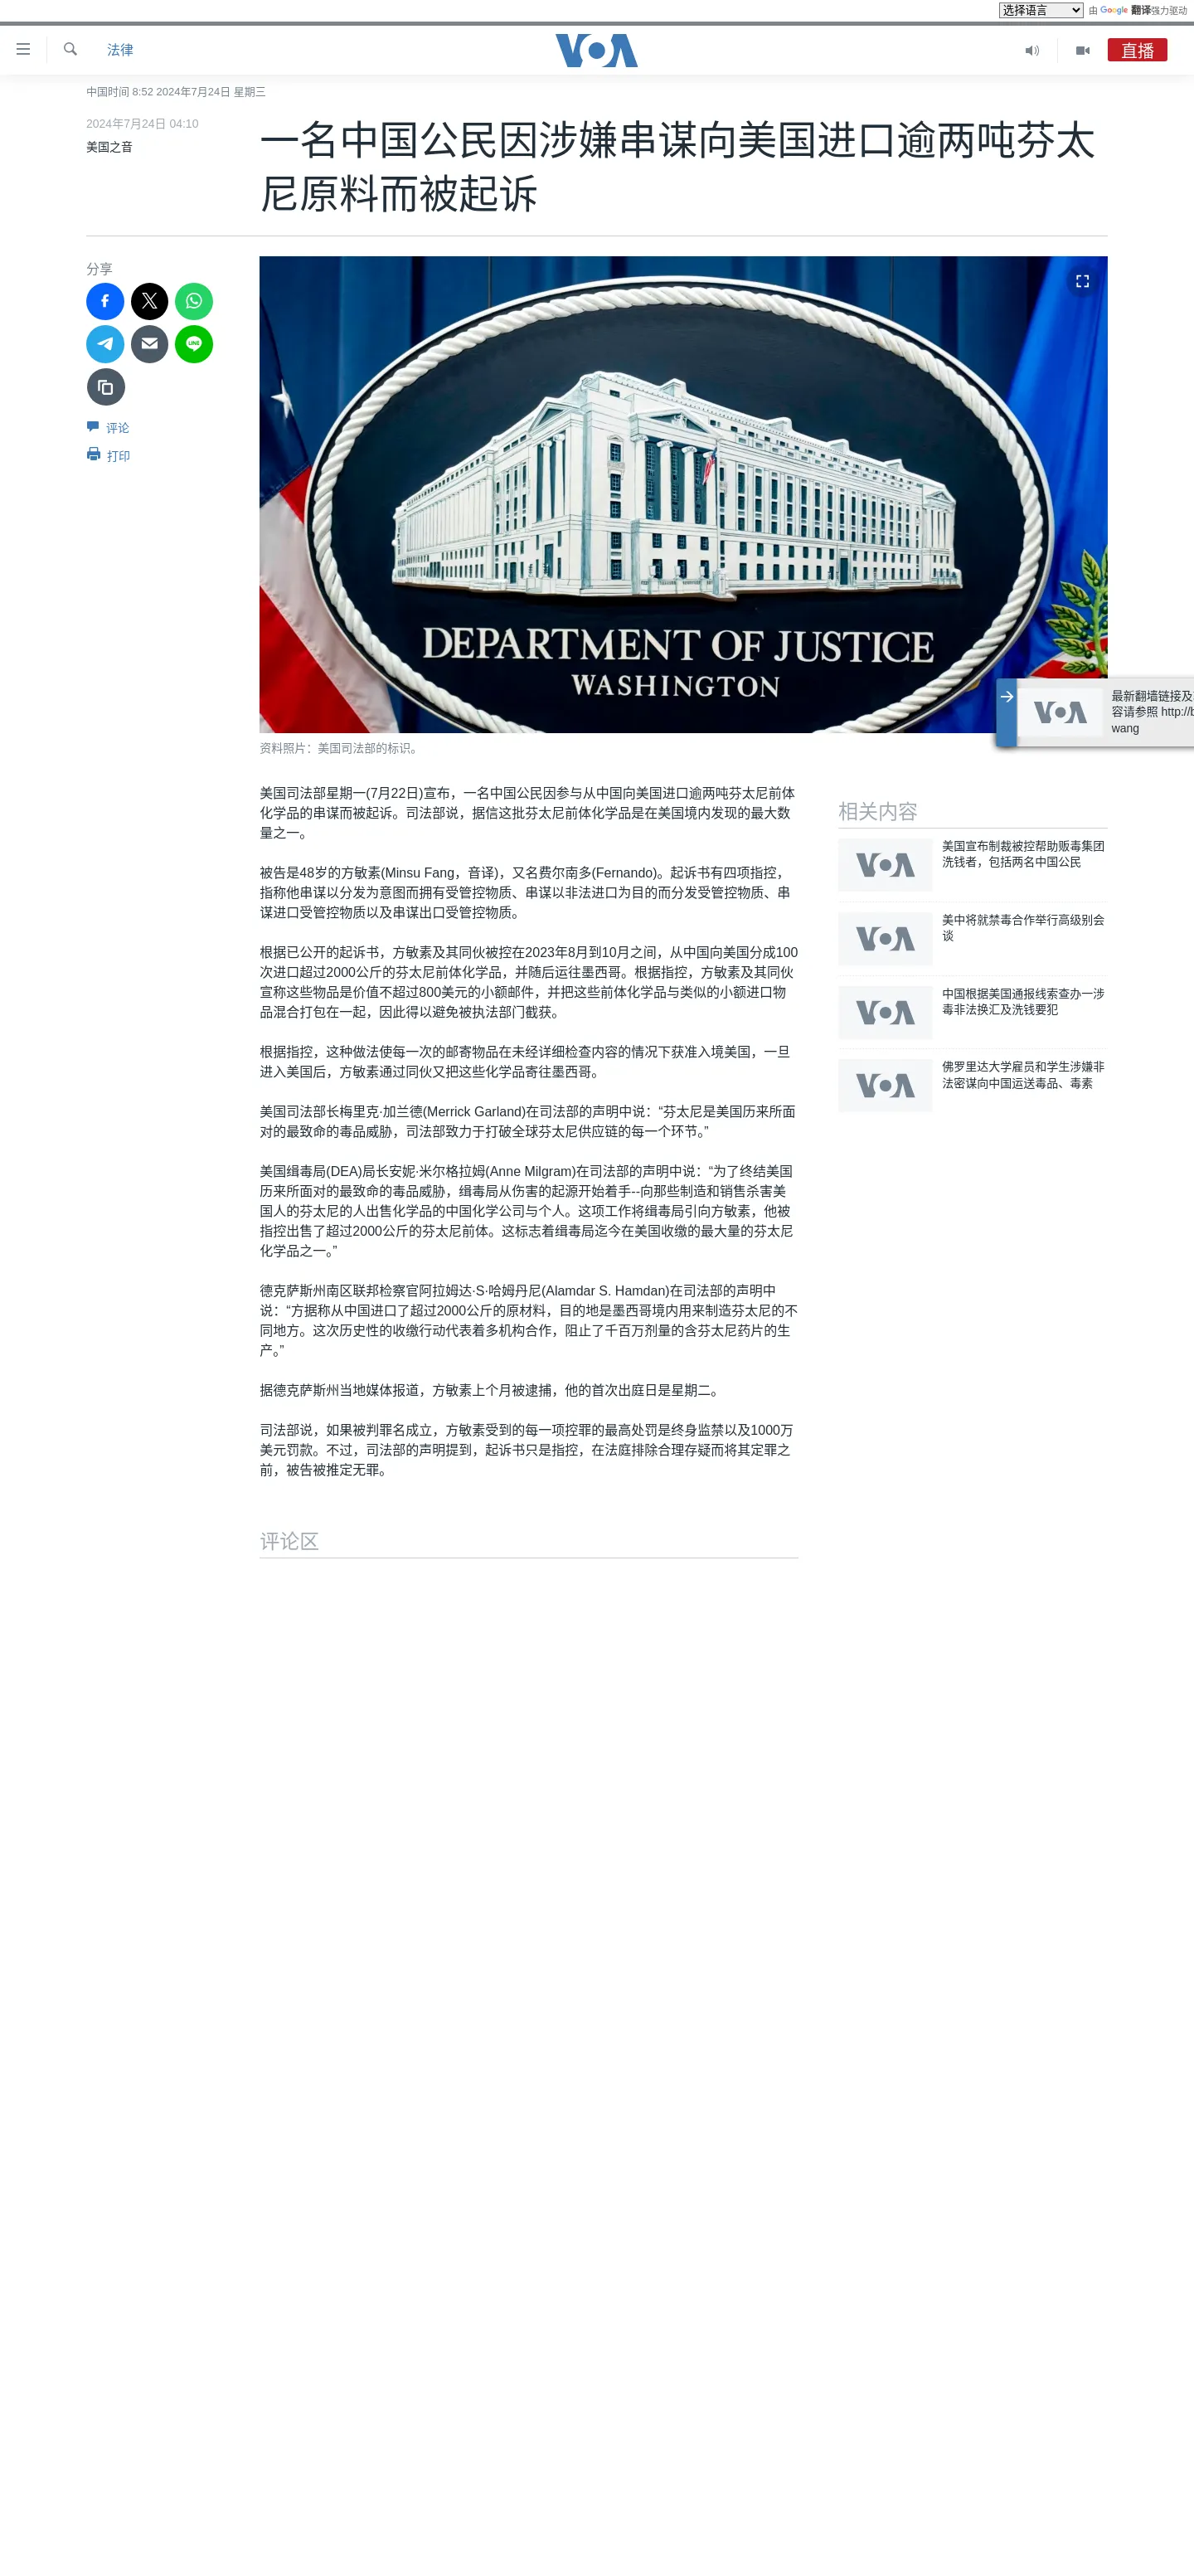 选择语言 由 Google 翻译强力驱动
法律
VOA
直播
中国时间 8:52 2024年7月24日 星期三
2024年7月24日 04:10
美国之音
一名中国公民因涉嫌串谋向美国进口逾两吨芬太
尼原料而被起诉
分享
LINE
评论
打印
DEPARTMENT OF JUSTICE
WASHINGTON
VOA
最新翻墙链接及
容请参照 http://b
wang
资料照片：美国司法部的标识。
美国司法部星期一(7月22日)宣布，一名中国公民因参与从中国向美国进口逾两吨芬太尼前体
化学品的串谋而被起诉。司法部说，据信这批芬太尼前体化学品是在美国境内发现的最大数
量之一。
被告是48岁的方敏素(Minsu Fang，音译)，又名费尔南多(Fernando)。起诉书有四项指控，
指称他串谋以分发为意图而拥有受管控物质、串谋以非法进口为目的而分发受管控物质、串
谋进口受管控物质以及串谋出口受管控物质。
根据已公开的起诉书，方敏素及其同伙被控在2023年8月到10月之间，从中国向美国分成100
次进口超过2000公斤的芬太尼前体化学品，并随后运往墨西哥。根据指控，方敏素及其同伙
宣称这些物品是价值不超过800美元的小额邮件，并把这些前体化学品与类似的小额进口物
品混合打包在一起，因此得以避免被执法部门截获。
根据指控，这种做法使每一次的邮寄物品在未经详细检查内容的情况下获准入境美国，一旦
进入美国后，方敏素通过同伙又把这些化学品寄往墨西哥。
美国司法部长梅里克·加兰德(Merrick Garland)在司法部的声明中说：“芬太尼是美国历来所面
对的最致命的毒品威胁，司法部致力于打破全球芬太尼供应链的每一个环节。”
美国缉毒局(DEA)局长安妮·米尔格拉姆(Anne Milgram)在司法部的声明中说：“为了终结美国
历来所面对的最致命的毒品威胁，缉毒局从伤害的起源开始着手--向那些制造和销售杀害美
国人的芬太尼的人出售化学品的中国化学公司与个人。这项工作将缉毒局引向方敏素，他被
指控出售了超过2000公斤的芬太尼前体。这标志着缉毒局迄今在美国收缴的最大量的芬太尼
化学品之一。”
德克萨斯州南区联邦检察官阿拉姆达·S·哈姆丹尼(Alamdar S. Hamdan)在司法部的声明中
说：“方据称从中国进口了超过2000公斤的原材料，目的地是墨西哥境内用来制造芬太尼的不
同地方。这次历史性的收缴行动代表着多机构合作，阻止了千百万剂量的含芬太尼药片的生
产。”
据德克萨斯州当地媒体报道，方敏素上个月被逮捕，他的首次出庭日是星期二。
司法部说，如果被判罪名成立，方敏素受到的每一项控罪的最高处罚是终身监禁以及1000万
美元罚款。不过，司法部的声明提到，起诉书只是指控，在法庭排除合理存疑而将其定罪之
前，被告被推定无罪。
相关内容
VOA
美国宣布制裁被控帮助贩毒集团
洗钱者，包括两名中国公民
VOA
美中将就禁毒合作举行高级别会
谈
VOA
中国根据美国通报线索查办一涉
毒非法换汇及洗钱要犯
VOA
佛罗里达大学雇员和学生涉嫌非
法密谋向中国运送毒品、毒素
评论区